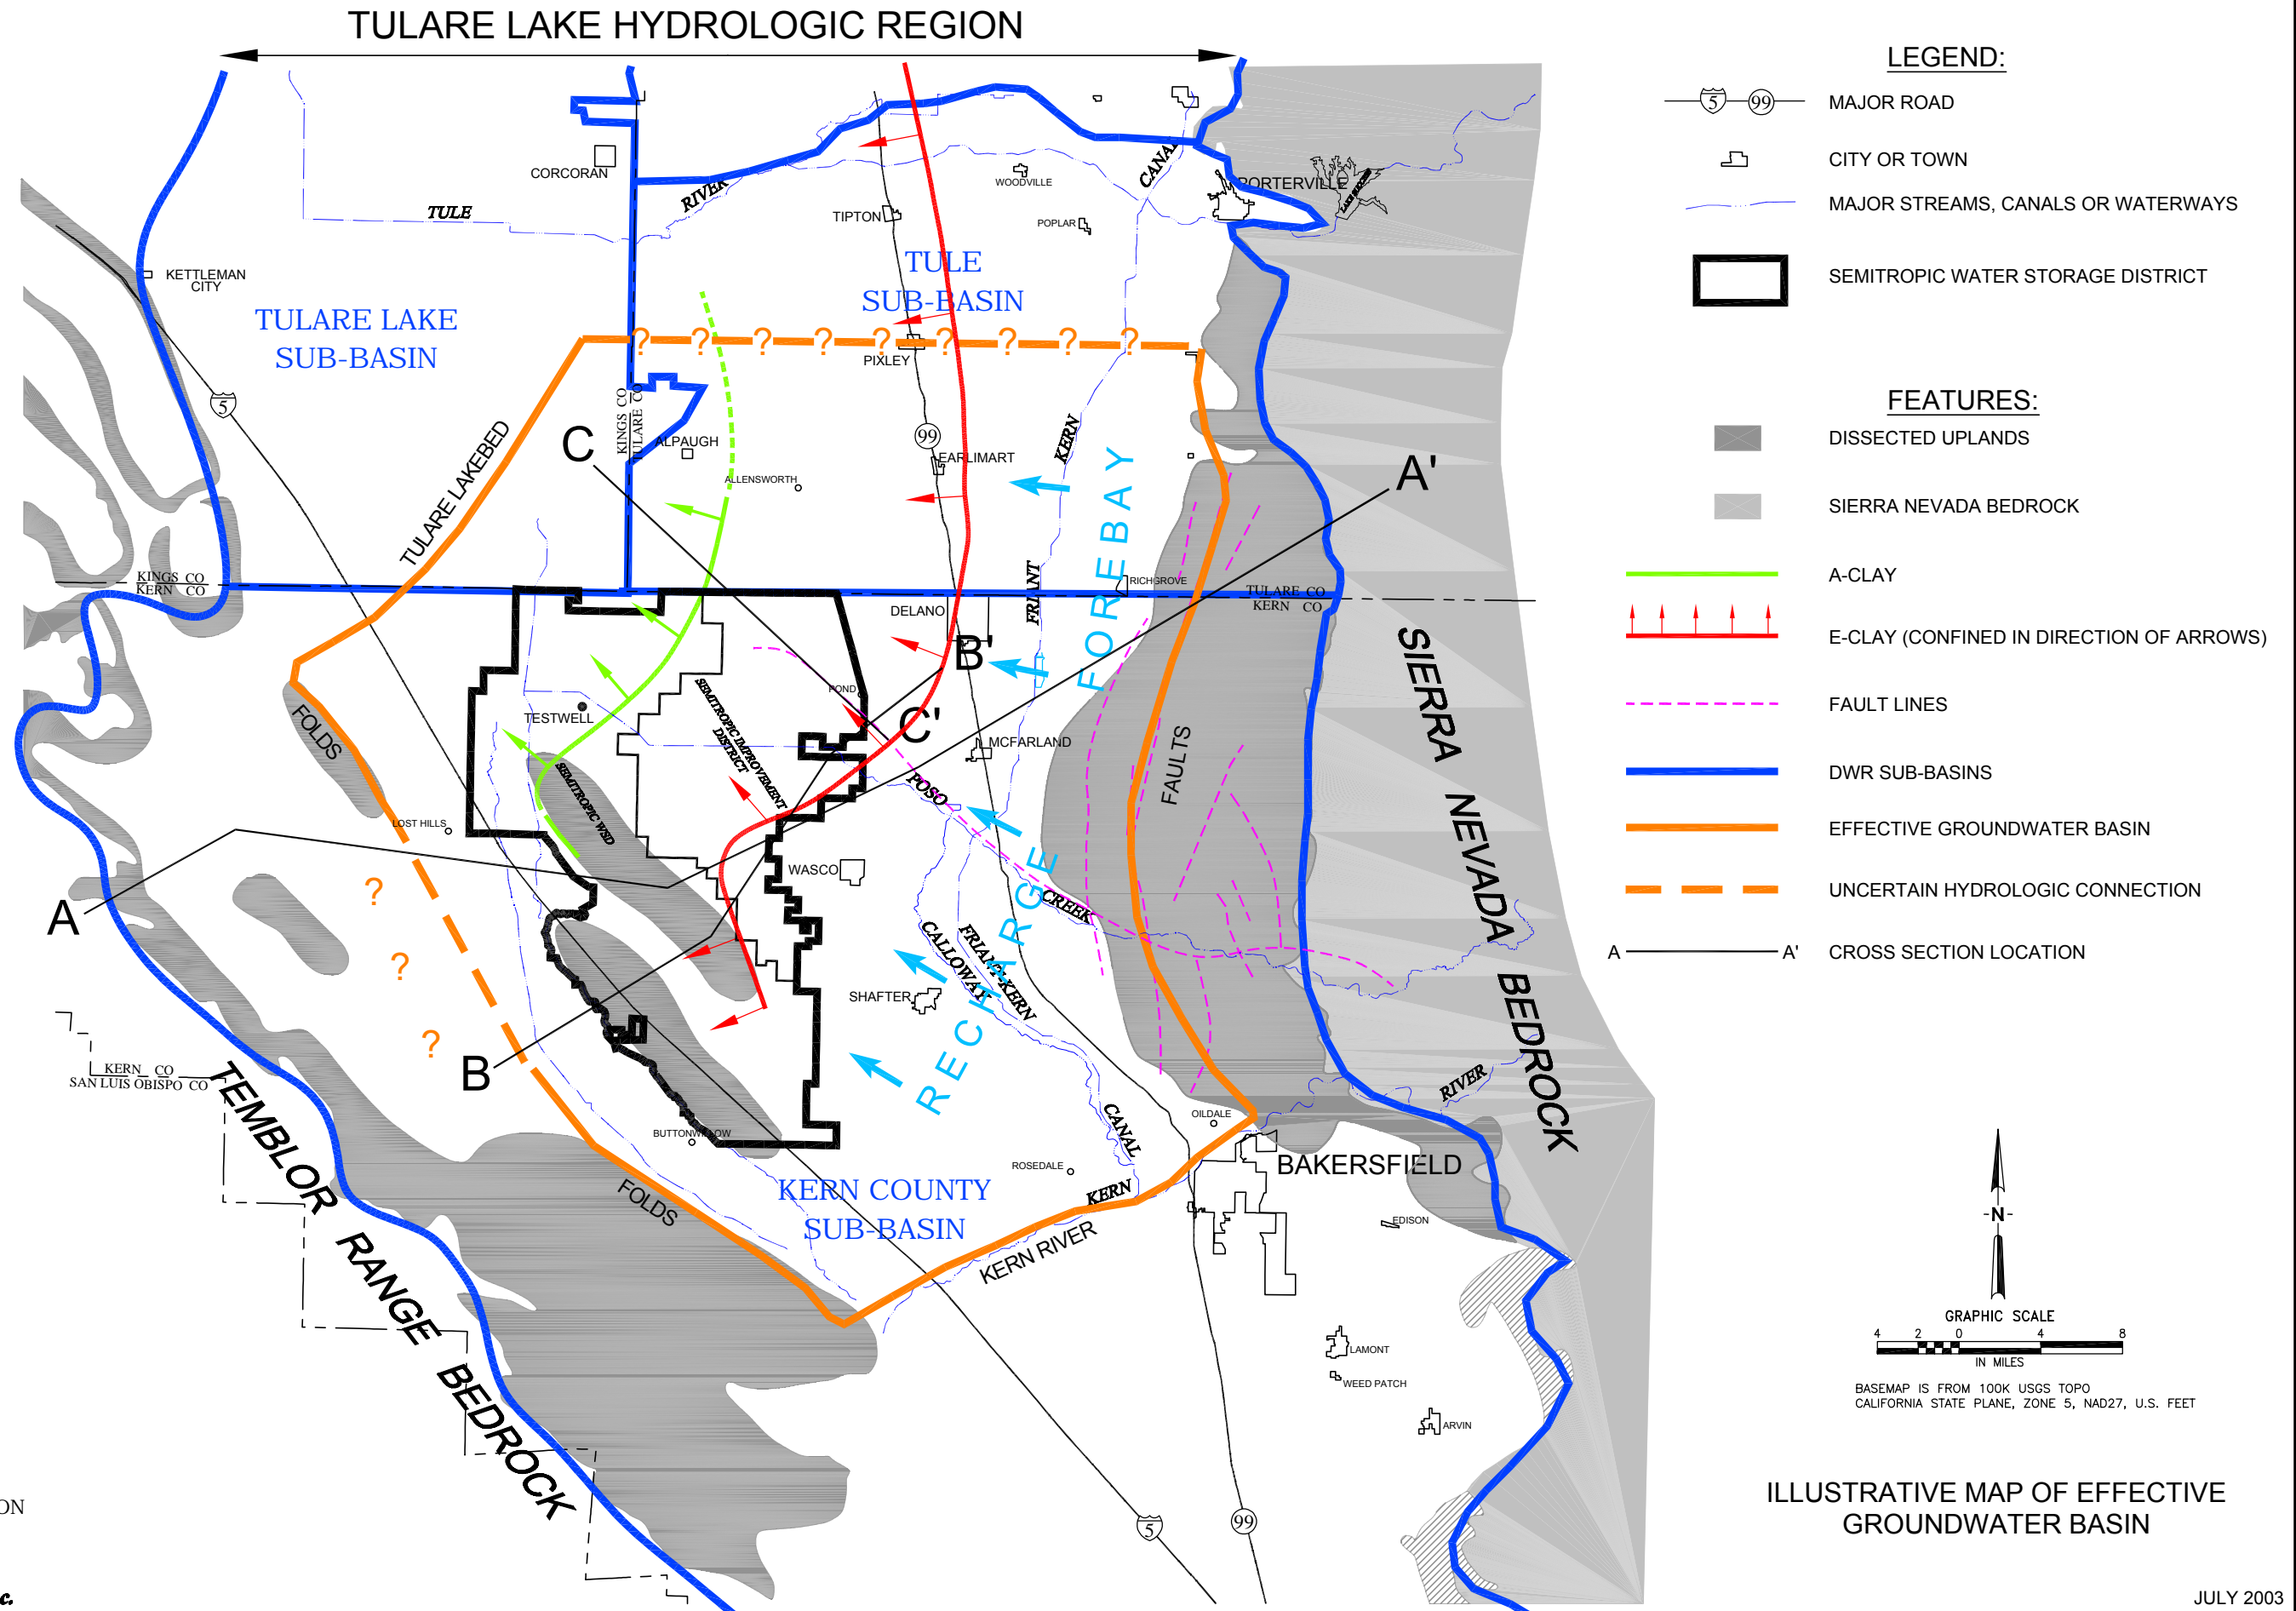 TULARE LAKE HYDROLOGIC REGION
CORCORAN
TULE
RIVER
TIPTON
WOODVILLE
POPLAR
CANAL
PORTERVILLE
KETTLEMAN
CITY
TULARE LAKE
SUB-BASIN
TULE
SUB-BASIN
? ? ? ? ? ? ? ? ?
PIXLEY
5
KINGS CO
TULARE CO
TULARE LAKEBED
C
ALPAUGH
99
EARLIMART
ALLENSWORTH
KERN
FOREBAY
A'
KINGS CO
KERN CO
DELANO
FRIANT
RICHGROVE
TULARE CO
KERN CO
B'
POND
C'
TESTWELL
SEMITROPIC IMPROVEMENT
DISTRICT
SEMITROPIC WSD
FOLDS
MCFARLAND
FAULTS
SIERRA NEVADA BEDROCK
LOST HILLS
POSO
CREEK
WASCO
A
?
?
?
CALLOWAY
FRIANT-KERN
RECHARGE
SHAFTER
B
KERN CO
SAN LUIS OBISPO CO
TEMBLOR RANGE BEDROCK
BUTTONWILLOW
FOLDS
CANAL
OILDALE
RIVER
ROSEDALE
KERN
BAKERSFIELD
KERN COUNTY
SUB-BASIN
KERN RIVER
EDISON
LAMONT
WEED PATCH
ARVIN
5
99
ON
c.
LEGEND:
5 99 MAJOR ROAD
CITY OR TOWN
MAJOR STREAMS, CANALS OR WATERWAYS
SEMITROPIC WATER STORAGE DISTRICT
FEATURES:
DISSECTED UPLANDS
SIERRA NEVADA BEDROCK
A-CLAY
E-CLAY (CONFINED IN DIRECTION OF ARROWS)
FAULT LINES
DWR SUB-BASINS
EFFECTIVE GROUNDWATER BASIN
UNCERTAIN HYDROLOGIC CONNECTION
A A' CROSS SECTION LOCATION
-N-
GRAPHIC SCALE
4 2 0 4 8
IN MILES
BASEMAP IS FROM 100K USGS TOPO
CALIFORNIA STATE PLANE, ZONE 5, NAD27, U.S. FEET
ILLUSTRATIVE MAP OF EFFECTIVE
GROUNDWATER BASIN
JULY 2003